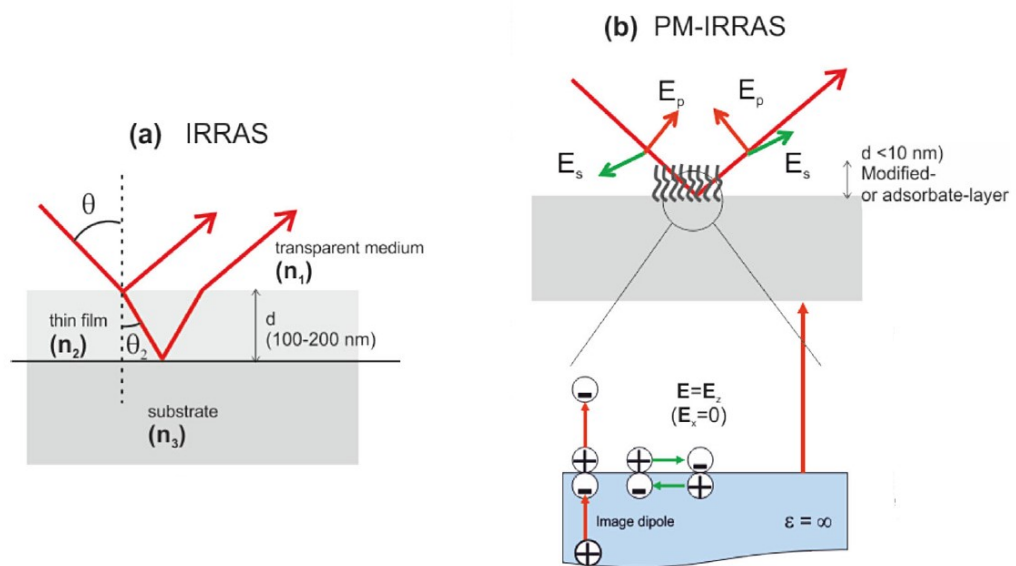 (a) IRRAS
θ
transparent medium
(n₁)
thin film
(n₂)
θ₂
d
(100-200 nm)
substrate
(n₃)
(b) PM-IRRAS
Eₚ
Eₚ
Eₛ
Eₛ
d <10 nm)
Modified-
or adsorbate-layer
E=E_z
(Eₓ=0)
Image dipole
ε = ∞